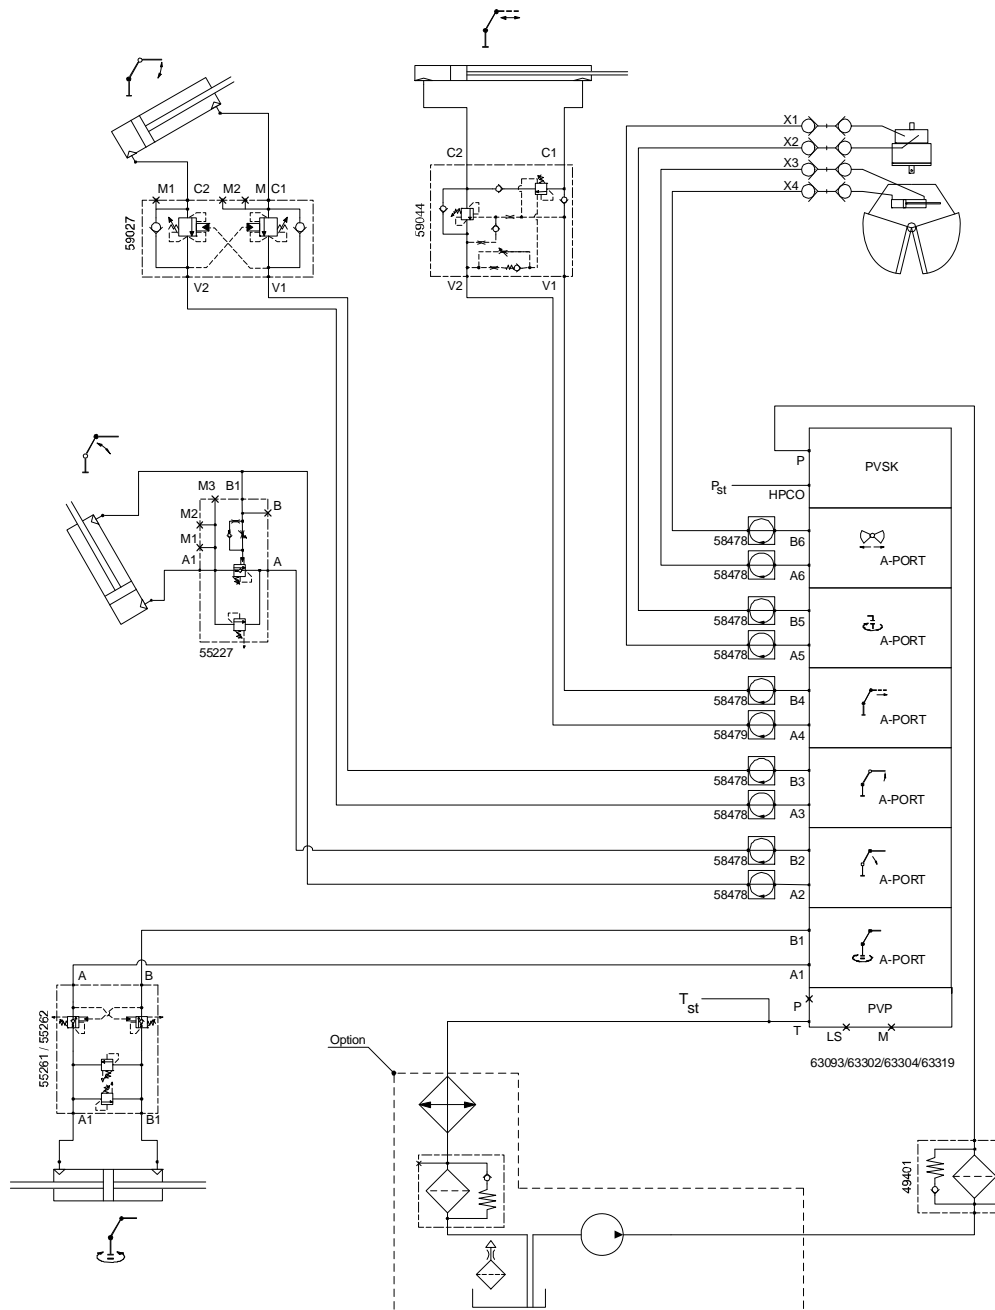 X1
X2
X3
X4
C2
C1
59044
V2
V1
M1
C2
M2
M
C1
59027
V2
V1
P
PVSK
Pst
HPCO
58478
B6
A-PORT
58478
A6
58478
B5
A-PORT
58478
A5
58478
B4
A-PORT
58479
A4
58478
B3
A-PORT
58478
A3
58478
B2
A-PORT
58478
A2
M3
B1
B
M2
M1
A1
A
55227
B1
A-PORT
A1
A
B
55261 / 55262
A1
B1
Tst
P
PVP
T
LS
M
63093/63302/63304/63319
Option
49401